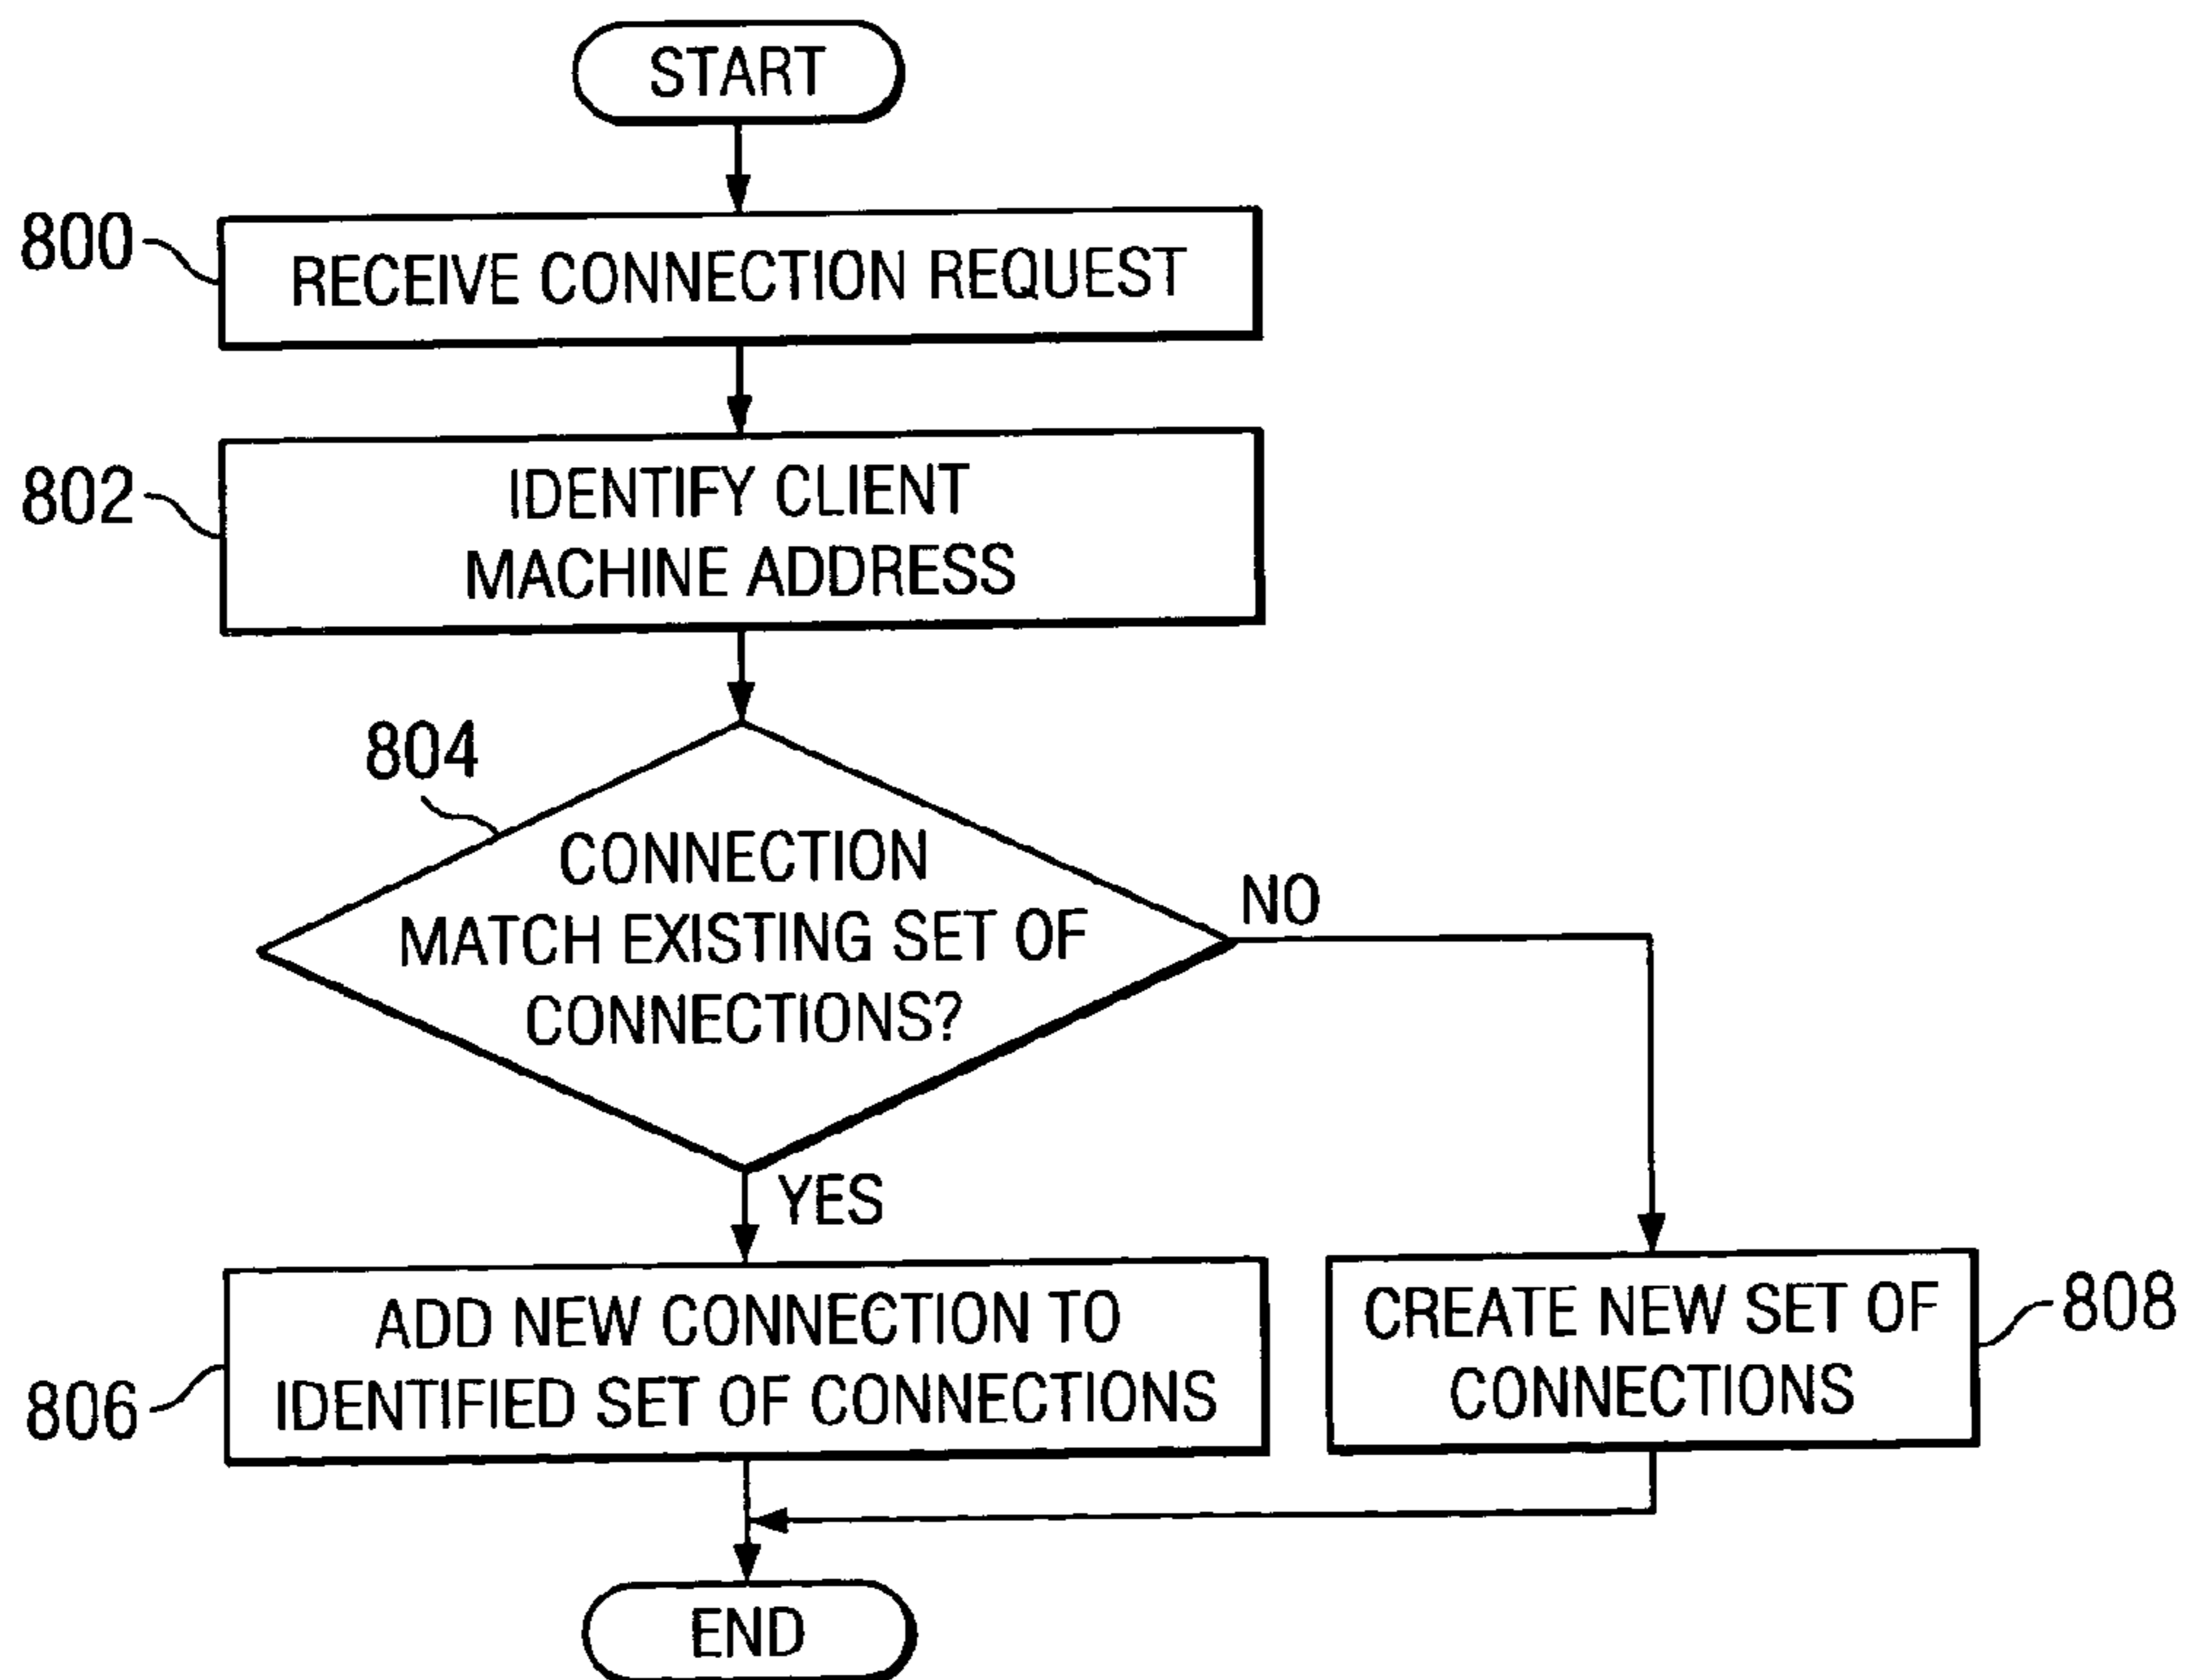 START
800
RECEIVE CONNECTION REQUEST
802
IDENTIFY CLIENT
MACHINE ADDRESS
804
CONNECTION
MATCH EXISTING SET OF
CONNECTIONS?
NO
YES
806
ADD NEW CONNECTION TO
IDENTIFIED SET OF CONNECTIONS
CREATE NEW SET OF
CONNECTIONS
808
END